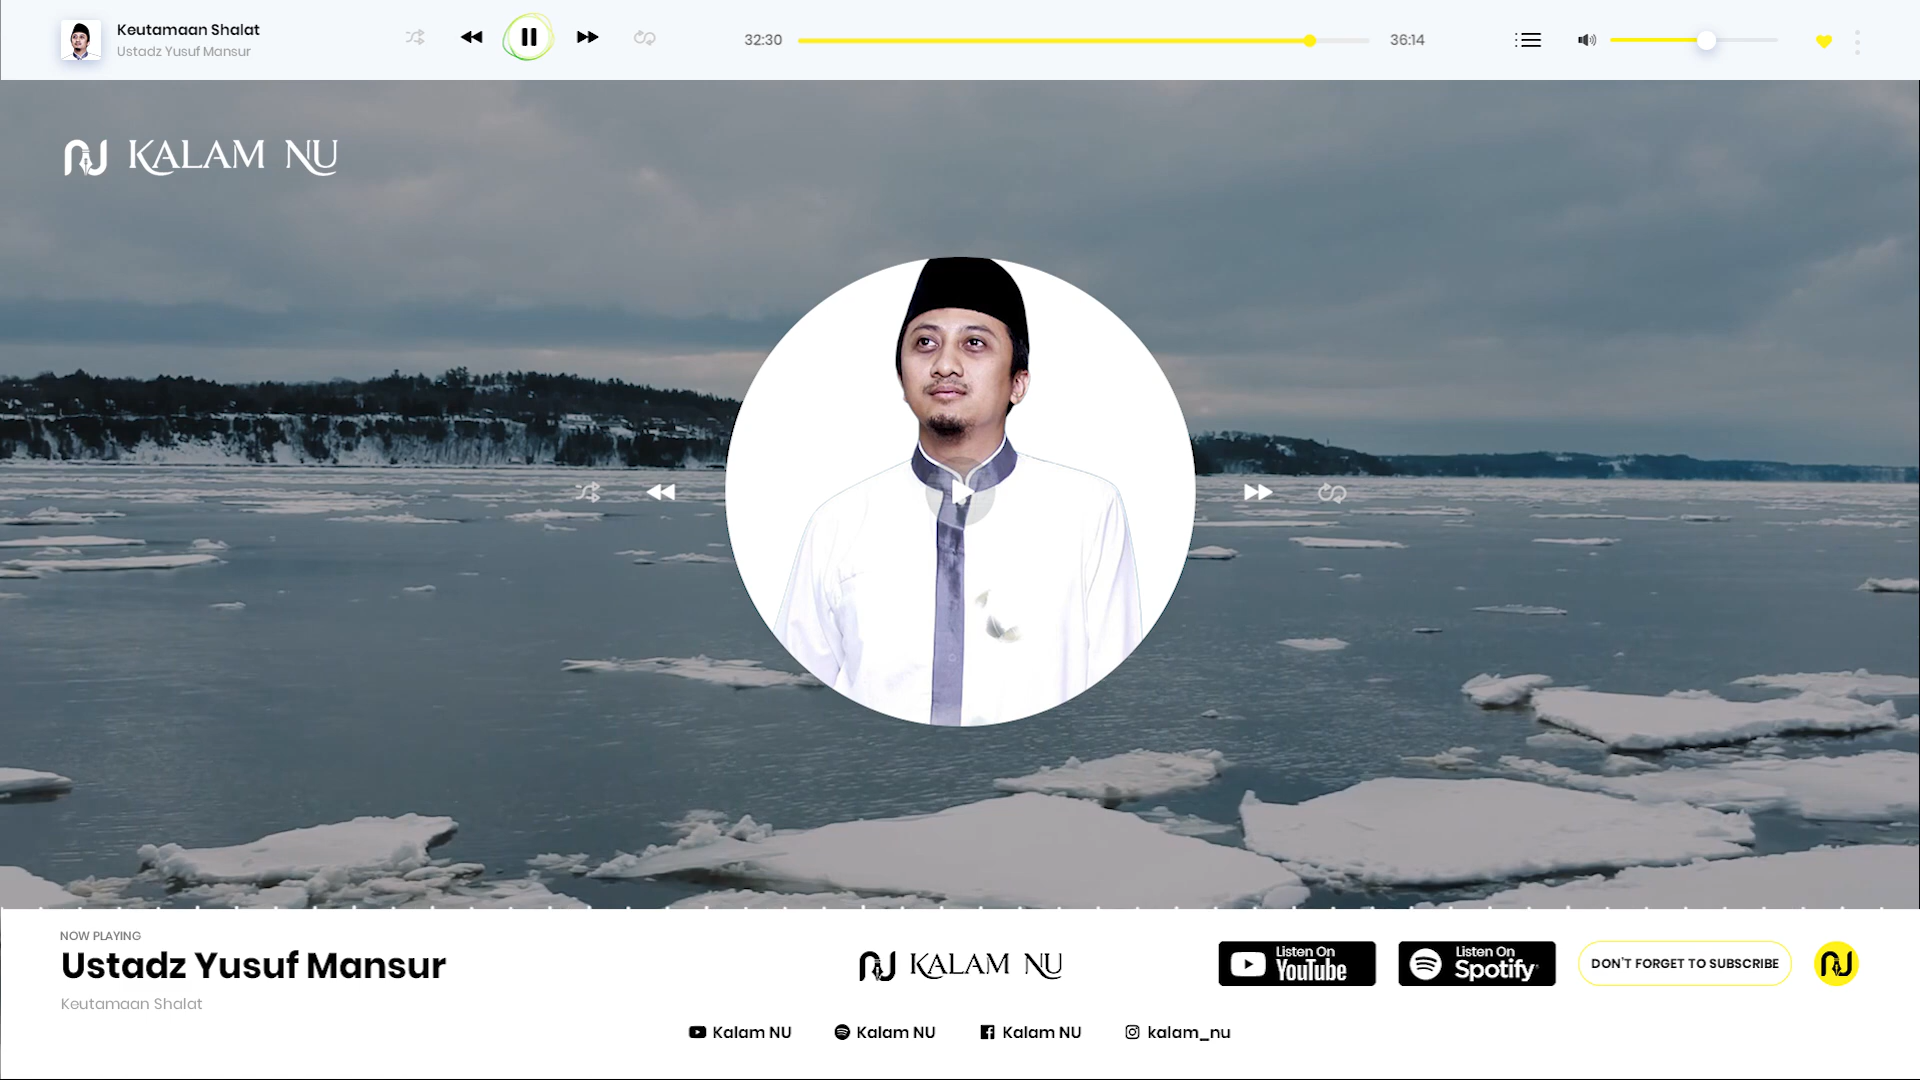 Keutamaan Shalat
Ustadz Yusuf Mansur
32:30
36:14
KALAM NU
NOW PLAYING
Ustadz Yusuf Mansur
Keutamaan Shalat
KALAM NU
Listen On
YouTube
Listen On
Spotify
DON'T FORGET TO SUBSCRIBE
Kalam NU
Kalam NU
Kalam NU
kalam_nu